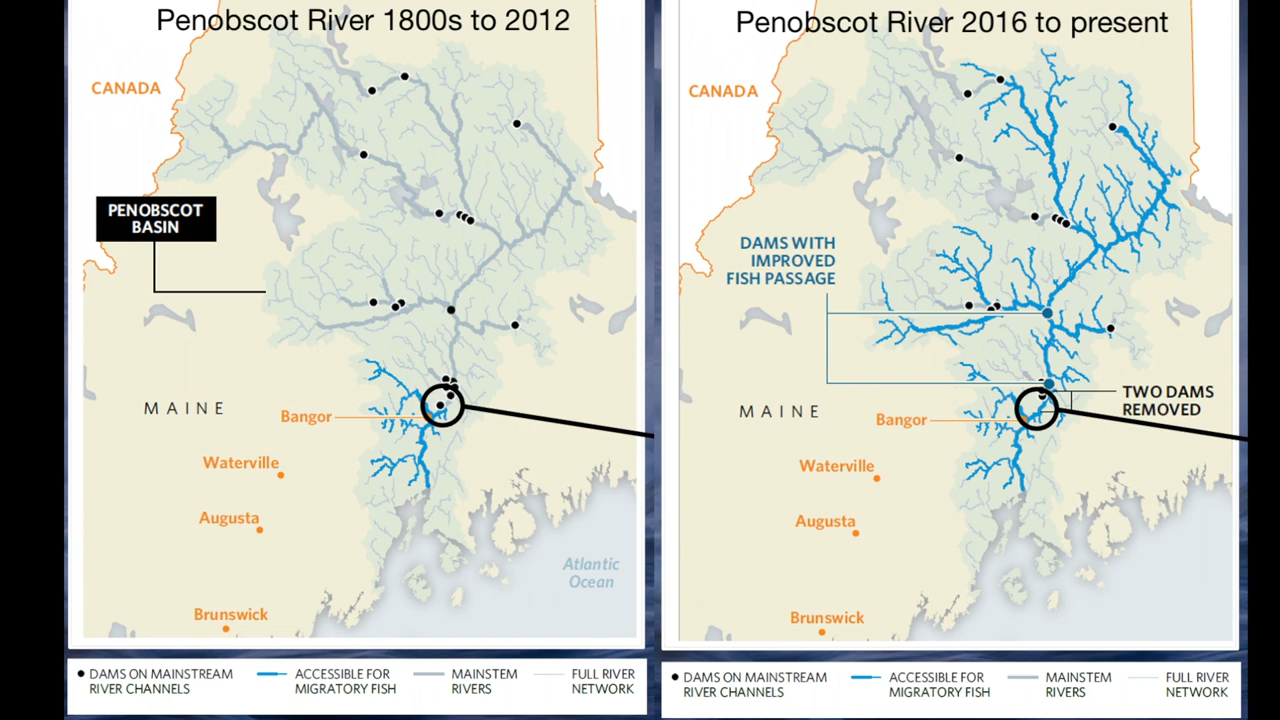 Penobscot River 1800s to 2012
CANADA
PENOBSCOT
BASIN
MAINE
Bangor
Waterville
Augusta
Brunswick
Atlantic
Ocean
DAMS ON MAINSTREAM
RIVER CHANNELS
ACCESSIBLE FOR
MIGRATORY FISH
MAINSTEM
RIVERS
FULL RIVER
NETWORK
Penobscot River 2016 to present
CANADA
DAMS WITH
IMPROVED
FISH PASSAGE
TWO DAMS
REMOVED
MAINE
Bangor
Waterville
Augusta
Brunswick
DAMS ON MAINSTREAM
RIVER CHANNELS
ACCESSIBLE FOR
MIGRATORY FISH
MAINSTEM
RIVERS
FULL RIVER
NETWORK